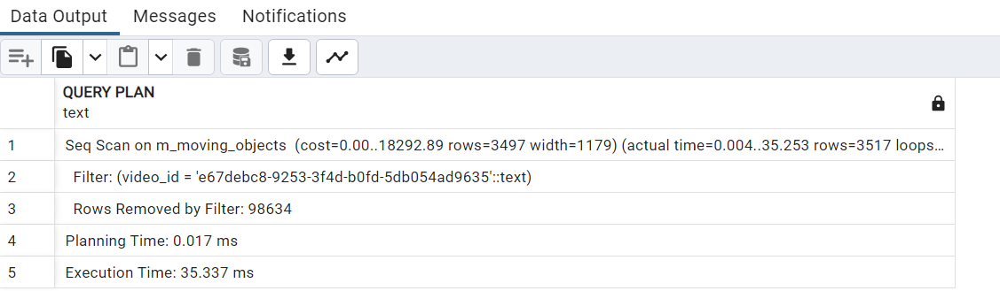 Data Output Messages Notifications
QUERY PLAN
text
1 Seq Scan on m_moving_objects (cost=0.00..18292.89 rows=3497 width=1179) (actual time=0.004..35.253 rows=3517 loops...
2 Filter: (video_id = 'e67debc8-9253-3f4d-b0fd-5db054ad9635'::text)
3 Rows Removed by Filter: 98634
4 Planning Time: 0.017 ms
5 Execution Time: 35.337 ms